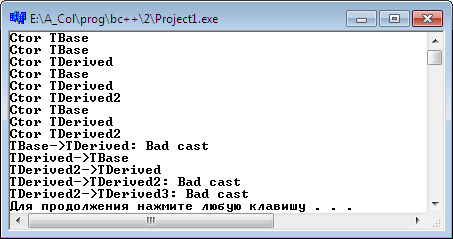 E:\A_Col\prog\bc++\2\Project1.exe
Ctor TBase
Ctor TBase
Ctor TDerived
Ctor TBase
Ctor TDerived
Ctor TDerived2
Ctor TBase
Ctor TDerived
Ctor TDerived2
TBase->TDerived: Bad cast
TDerived->TBase
TDerived2->TDerived
TDerived->TDerived2: Bad cast
TDerived2->TDerived3: Bad cast
Для продолжения нажмите любую клавишу . . .